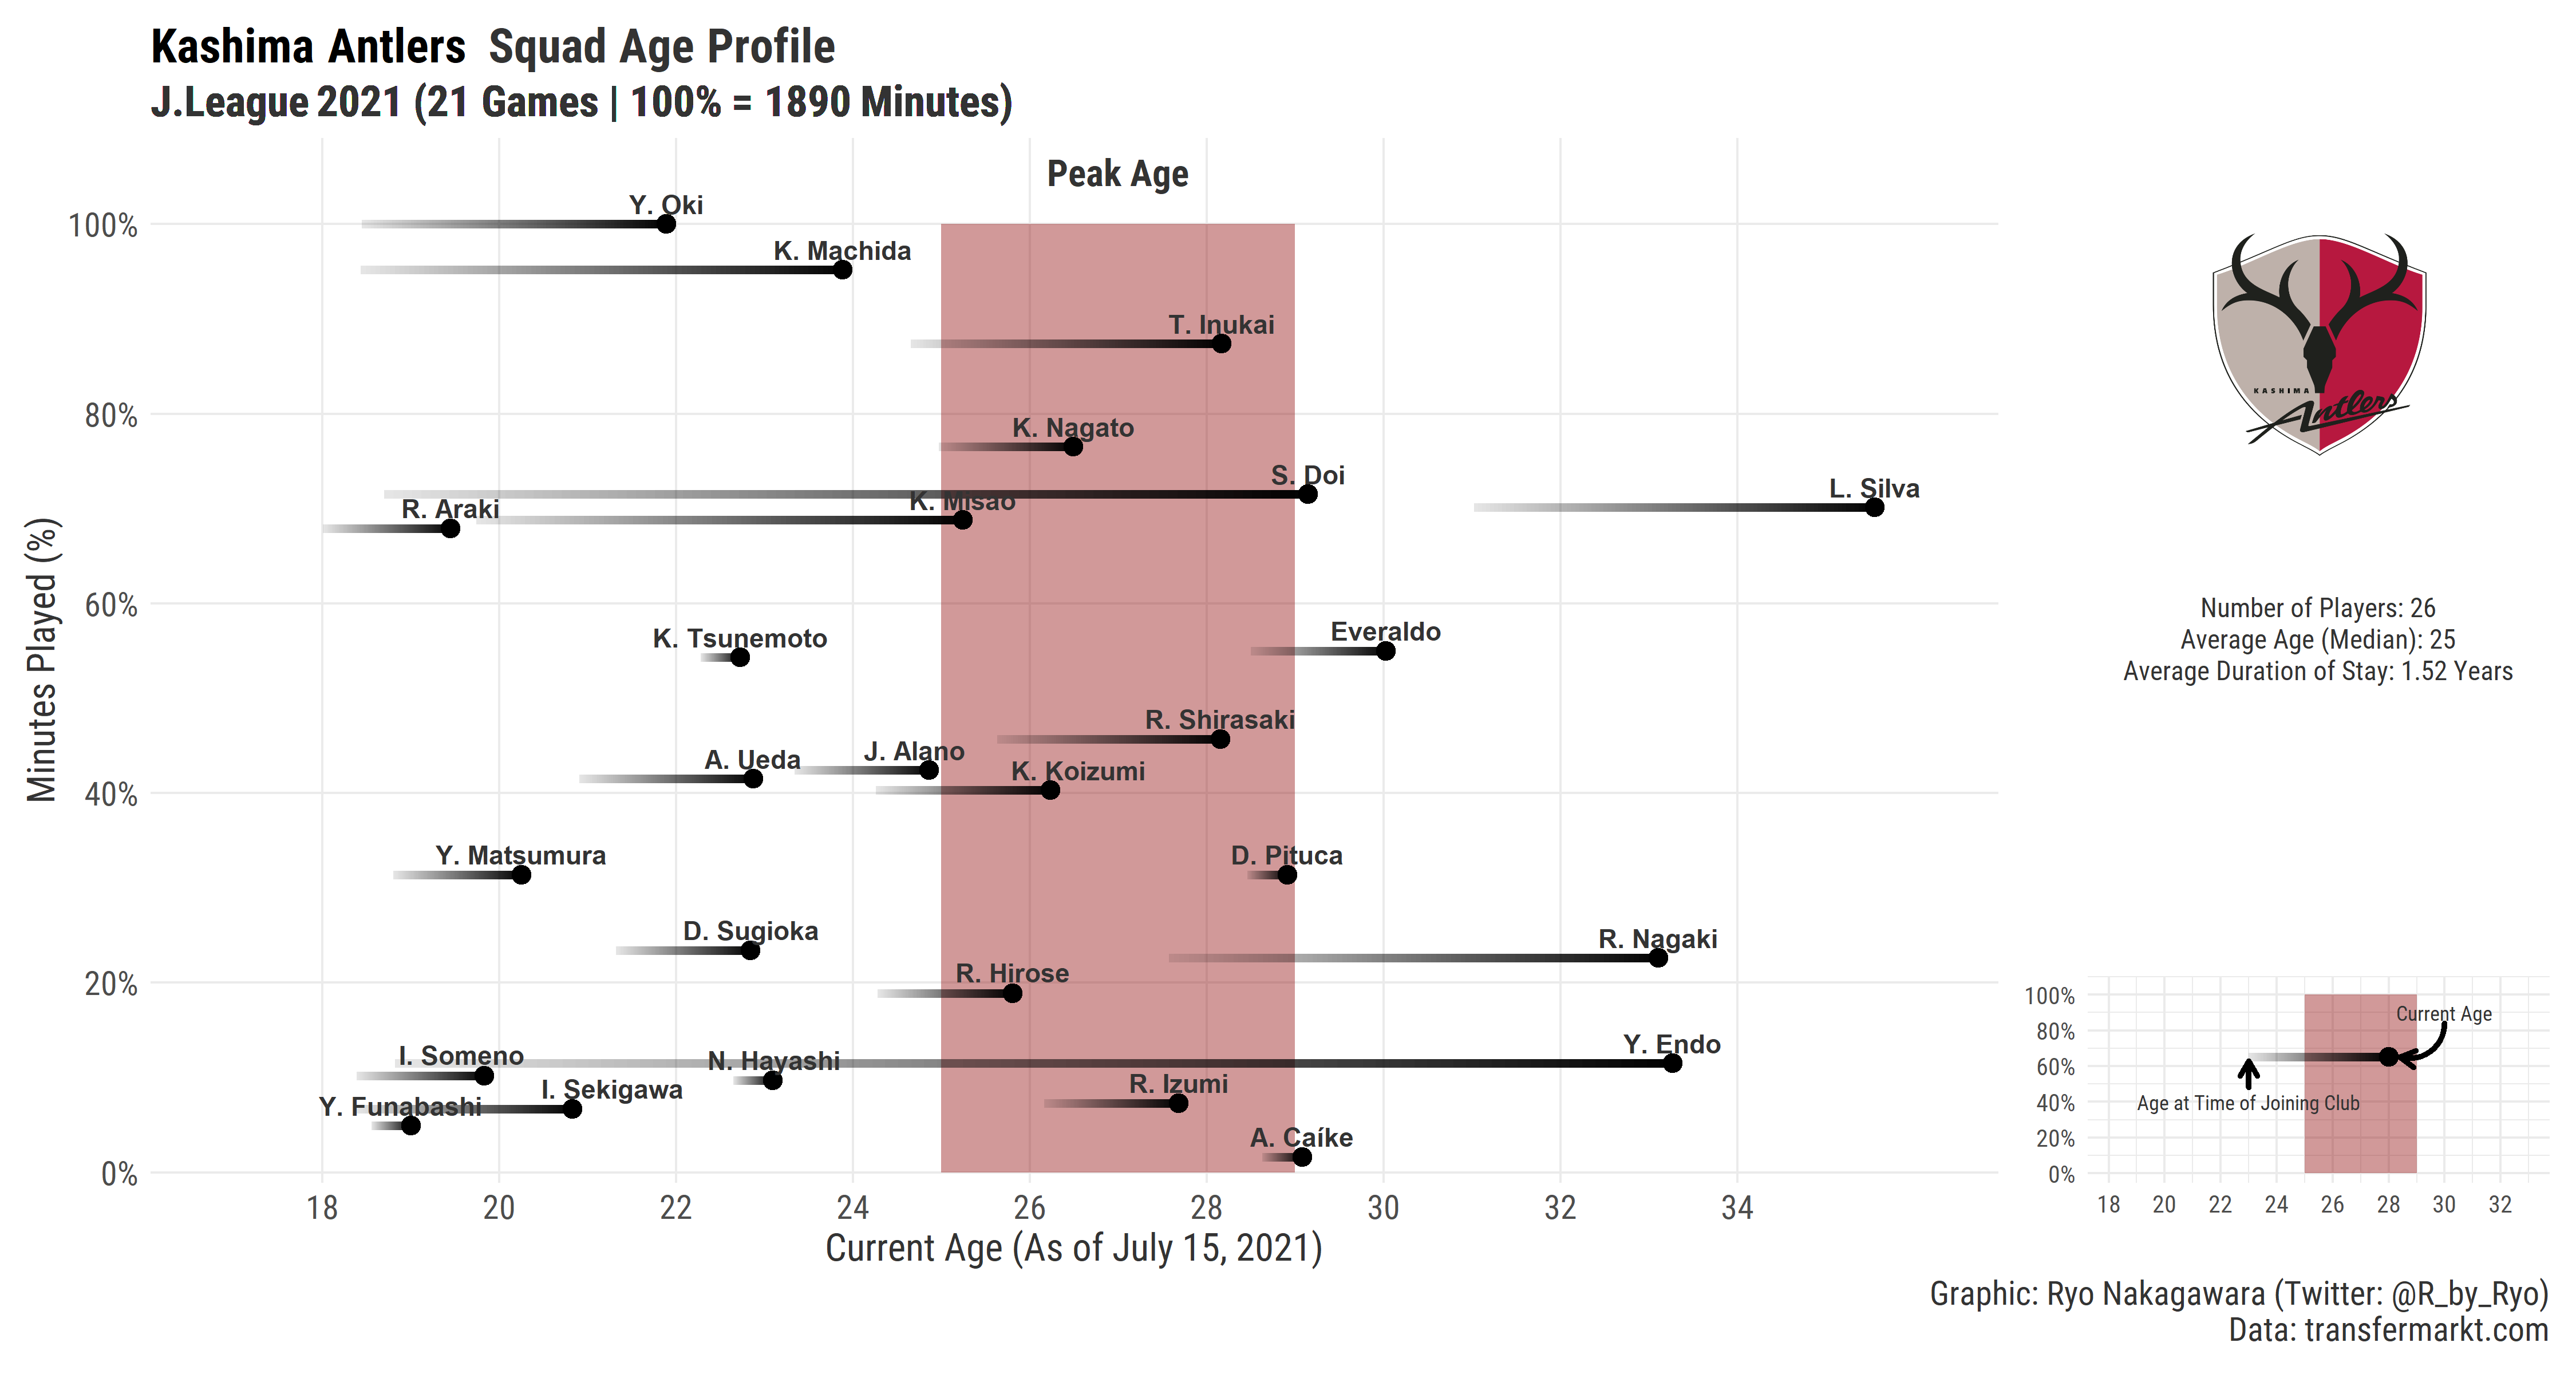 Kashima Antlers Squad Age Profile
J.League 2021 (21 Games | 100% = 1890 Minutes)
Peak Age
Y. Oki
100%
K. Machida
T. Inukai
80%
K. Nagato
S. Doi
L. Silva
K. Misao
R. Araki
60%
Everaldo
K. Tsunemoto
R. Shirasaki
J. Alano
A. Ueda
K. Koizumi
40%
Y. Matsumura
D. Pituca
D. Sugioka
R. Nagaki
R. Hirose
20%
Y. Endo
I. Someno
N. Hayashi
R. Izumi
I. Sekigawa
Y. Funabashi
A. Caíke
0%
18 20 22 24 26 28 30 32 34
Current Age (As of July 15, 2021)
Minutes Played (%)
KASHIMA
Antlers
Number of Players: 26
Average Age (Median): 25
Average Duration of Stay: 1.52 Years
100%
Current Age
80%
60%
40%
Age at Time of Joining Club
20%
0%
18 20 22 24 26 28 30 32
Graphic: Ryo Nakagawara (Twitter: @R_by_Ryo)
Data: transfermarkt.com